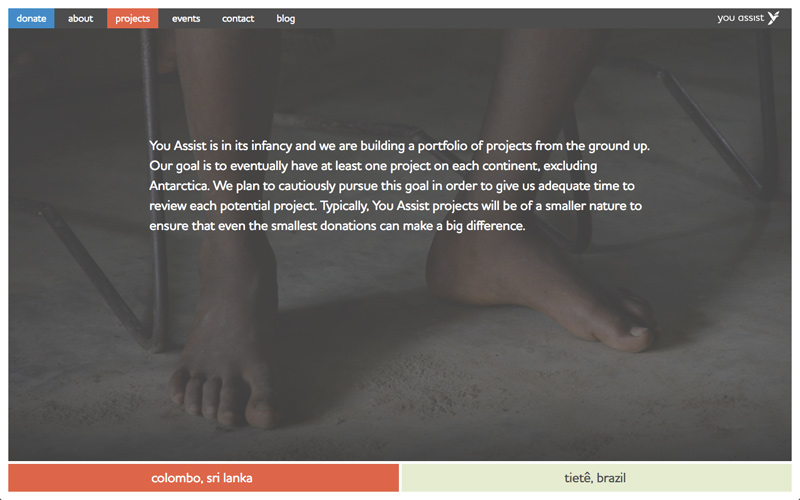 donate about projects events contact blog you assist
You Assist is in its infancy and we are building a portfolio of projects from the ground up.
Our goal is to eventually have at least one project on each continent, excluding
Antarctica. We plan to cautiously pursue this goal in order to give us adequate time to
review each potential project. Typically, You Assist projects will be of a smaller nature to
ensure that even the smallest donations can make a big difference.
colombo, sri lanka tietê, brazil